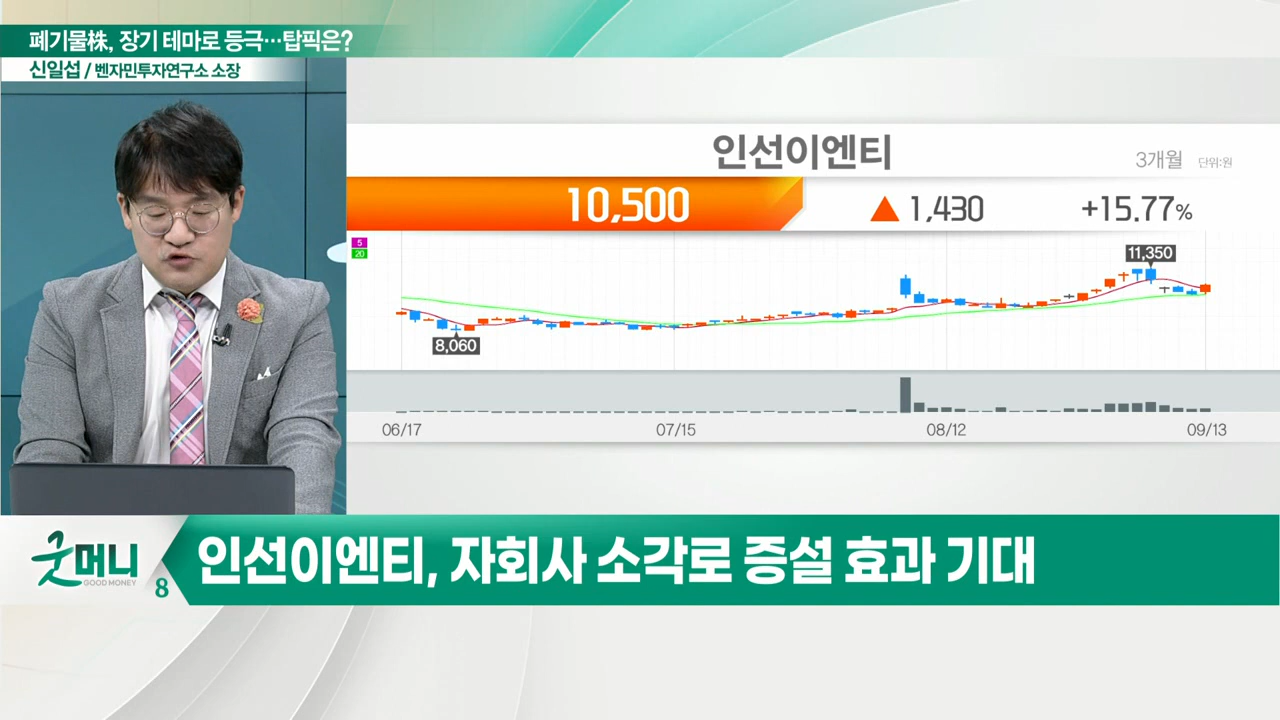 폐기물株, 장기 테마로 등극…탑픽은?
신일섭 / 벤자민투자연구소 소장
인선이엔티
3개월 단위:원
10,500 ▲ 1,430 +15.77%
5
20
11,350
8,060
06/17 07/15 08/12 09/13
굿머니
GOOD MONEY
8
인선이엔티, 자회사 소각로 증설 효과 기대